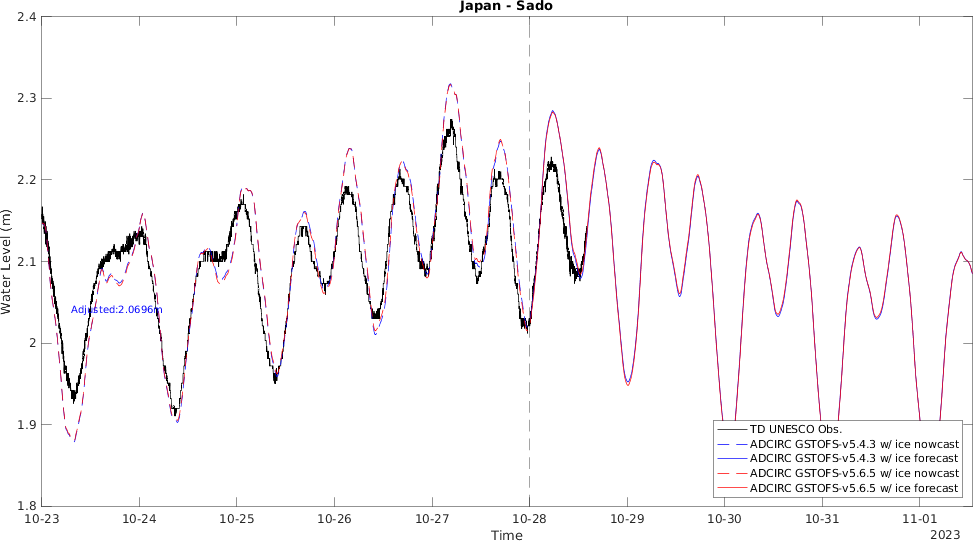 Japan - Sado
2.4
2.3
2.2
2.1
2
1.9
1.8
Water Level (m)
Adjusted:2.0696m
TD UNESCO Obs.
ADCIRC GSTOFS-v5.4.3 w/ ice nowcast
ADCIRC GSTOFS-v5.4.3 w/ ice forecast
ADCIRC GSTOFS-v5.6.5 w/ ice nowcast
ADCIRC GSTOFS-v5.6.5 w/ ice forecast
10-23 10-24 10-25 10-26 10-27 10-28 10-29 10-30 10-31 11-01
Time
2023